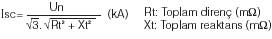 Isc= Un / √3.√Rt² + Xt² (kA)
Rt: Toplam direnç (mΩ)
Xt: Toplam reaktans (mΩ)